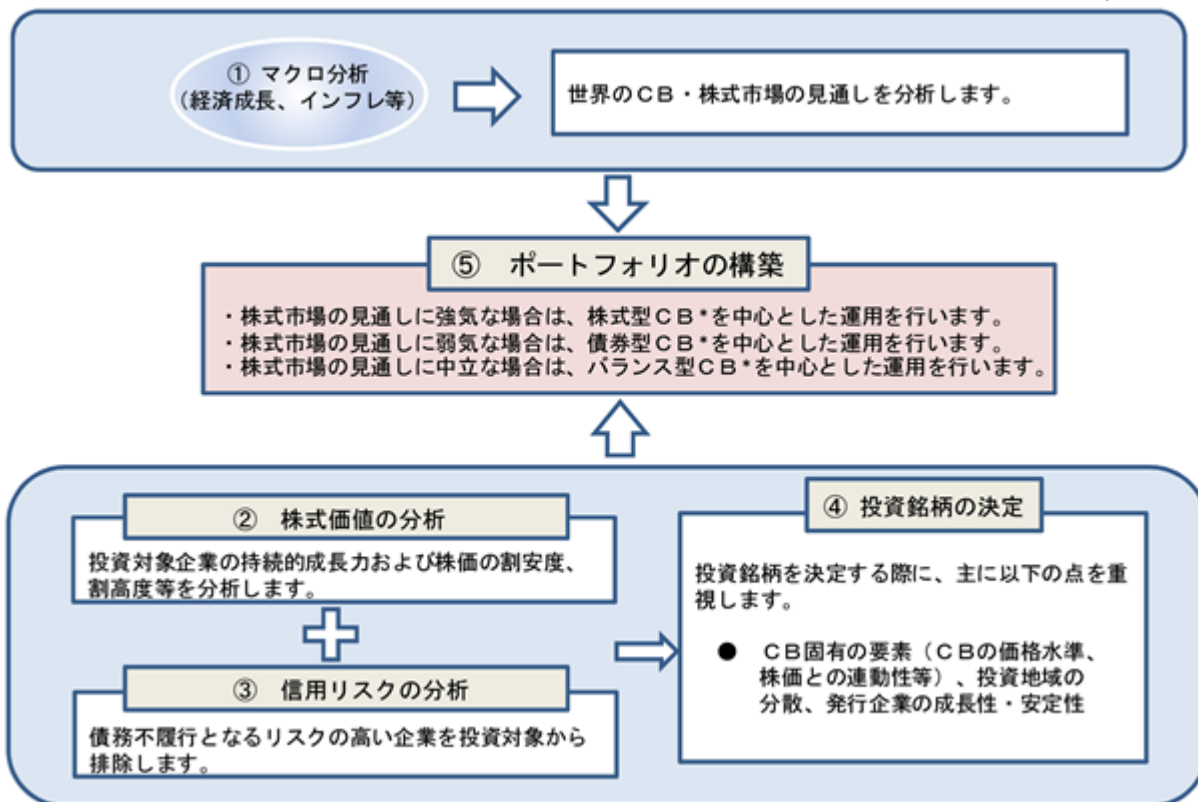 ① マクロ分析
(経済成長、インフレ等)
世界のCB・株式市場の見通しを分析します。
⑤ ポートフォリオの構築
・株式市場の見通しに強気な場合は、株式型CB*を中心とした運用を行います。
・株式市場の見通しに弱気な場合は、債券型CB*を中心とした運用を行います。
・株式市場の見通しに中立な場合は、バランス型CB*を中心とした運用を行います。
② 株式価値の分析
投資対象企業の持続的成長力および株価の割安度、
割高度等を分析します。
③ 信用リスクの分析
債務不履行となるリスクの高い企業を投資対象から
排除します。
④ 投資銘柄の決定
投資銘柄を決定する際に、主に以下の点を重
視します。
● CB固有の要素(CBの価格水準、
株価との連動性等)、投資地域の
分散、発行企業の成長性・安定性